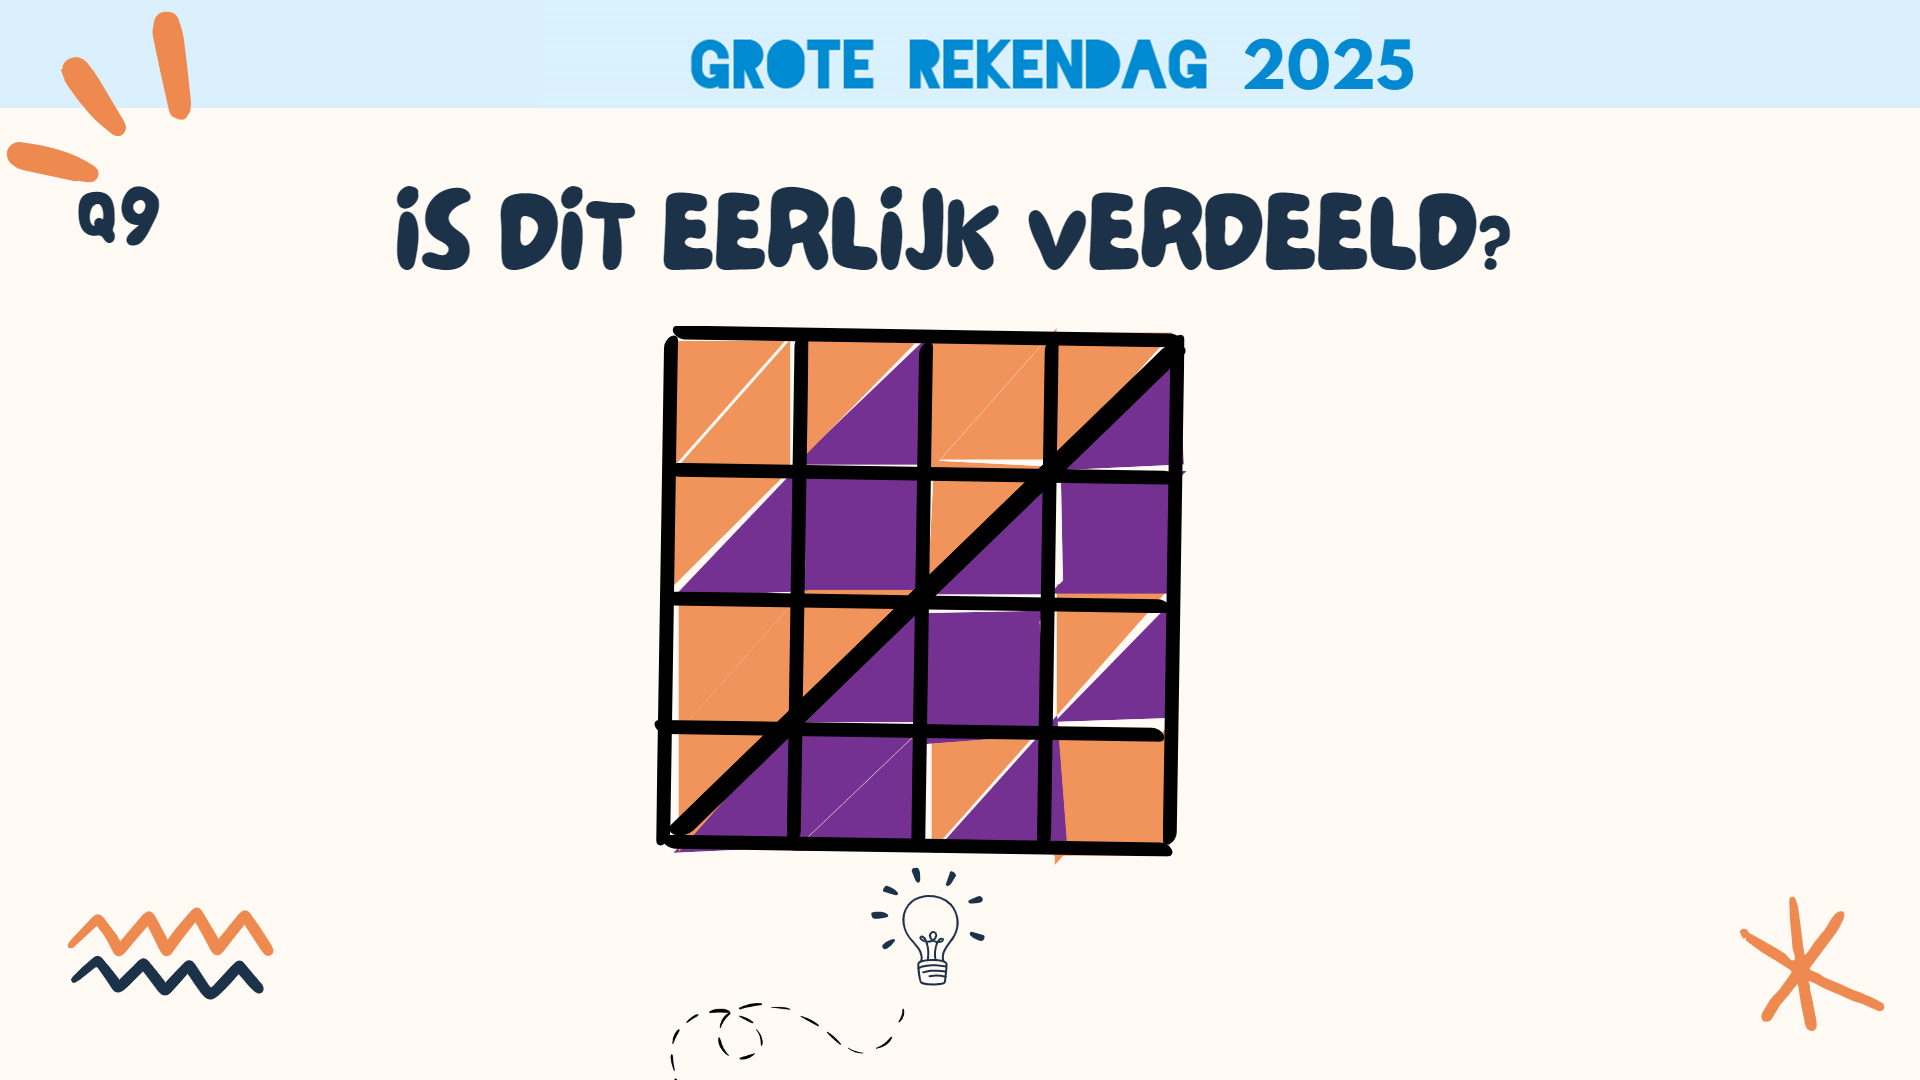 GROTE REKENDAG 2025
Q9
iS DiT EERLiJK VERDEELD?